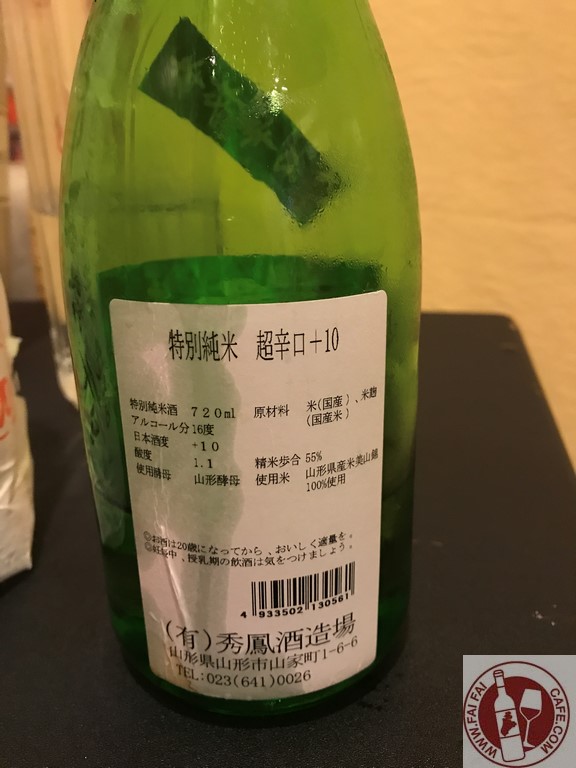 特別純米 超辛口+10
特別純米酒 720ml
アルコール分 16度
日本酒度 +10
酸度 1.1
使用酵母 山形酵母
原材料 米(国産)、米麹
(国産米)
精米歩合 55%
使用米 山形県産米美山錦
100%使用
◎お酒は20歳になってから、おいしく適量を。
◎妊娠中、授乳期の飲酒は気をつけましょう。
4 933502 130561
(有)秀鳳酒造場
山形県山形市山家町1-6-6
TEL:023(641)0026
WWW.FAI FAI CAFE.COM